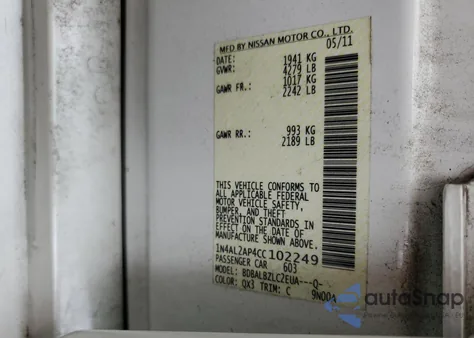 MFD BY NISSAN MOTOR CO., LTD.
DATE: 05/11
GVWR: 1941 KG
4279 LB
GAWR FR.: 1017 KG
2242 LB
GAWR RR.: 993 KG
2189 LB
THIS VEHICLE CONFORMS TO
ALL APPLICABLE FEDERAL
MOTOR VEHICLE SAFETY,
BUMPER, AND THEFT
PREVENTION STANDARDS IN
EFFECT ON THE DATE OF
MANUFACTURE SHOWN ABOVE.
1N4AL2AP4CC102249
PASSENGER CAR 603
MODEL: BDBALBZLCZEUA---Q-
COLOR: QX3 TRIM: C 9N00A
autoSnap